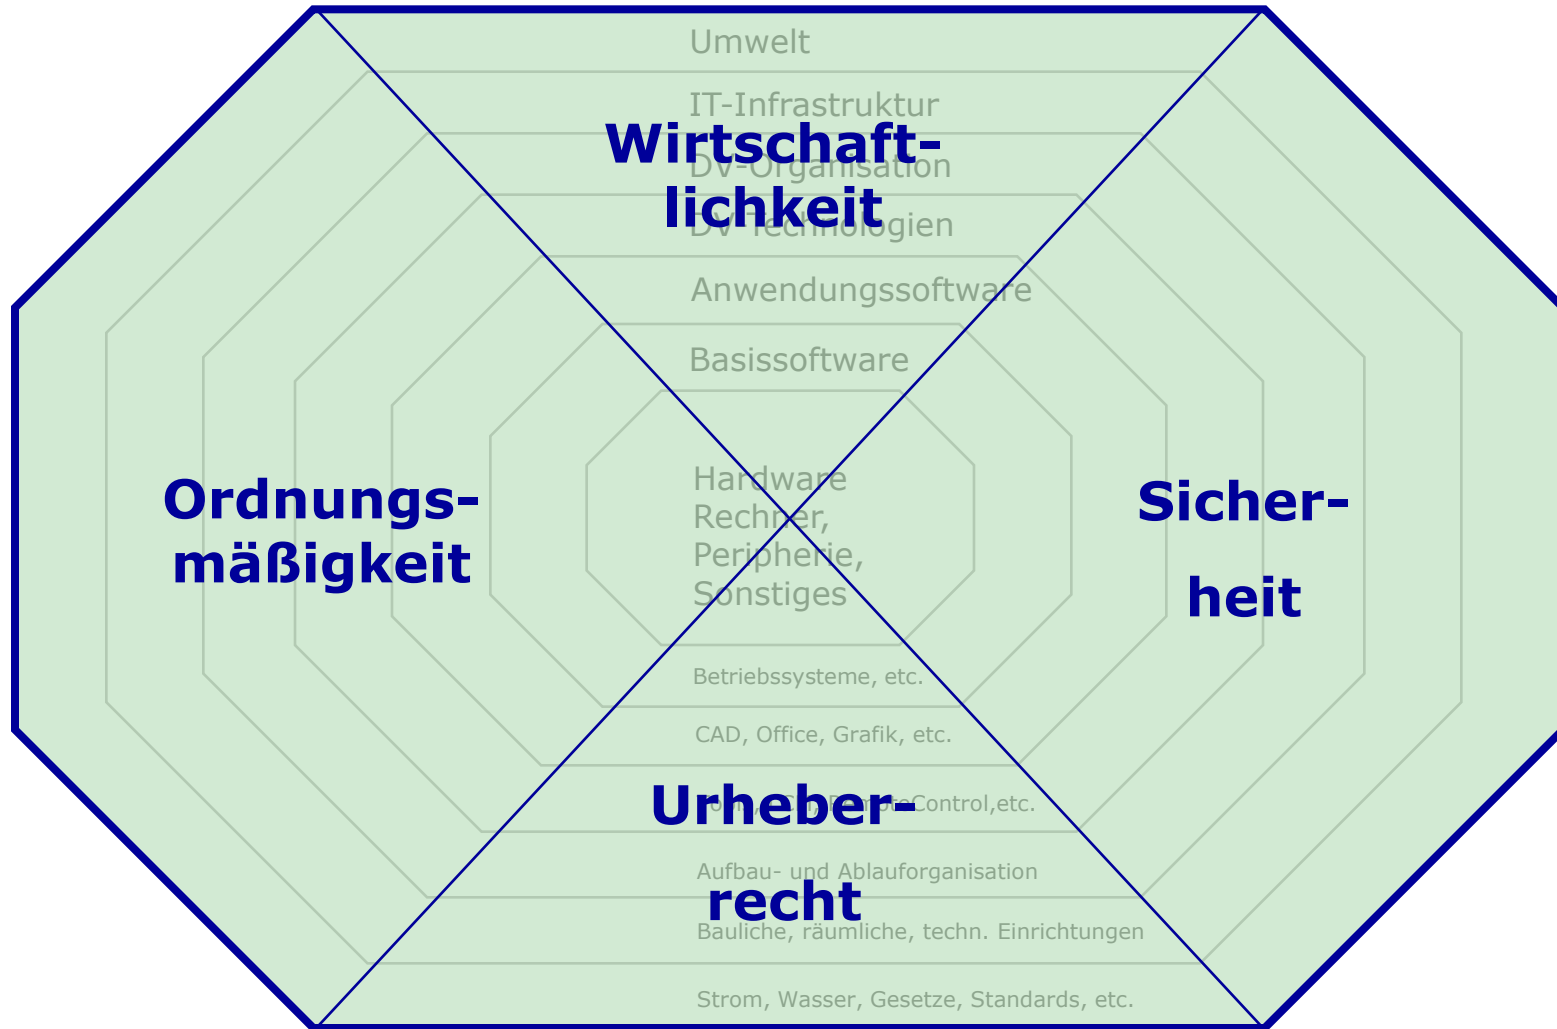 Umwelt
IT-Infrastruktur
Wirtschaft-
DV-Organisation
lichkeit
DV-Technologien
Anwendungssoftware
Basissoftware
Hardware
Rechner,
Peripherie,
Sonstiges
Ordnungs-
mäßigkeit
Sicher-
heit
Betriebssysteme, etc.
CAD, Office, Grafik, etc.
Urheber-
RemoteControl,etc.
Aufbau- und Ablauforganisation
recht
Bauliche, räumliche, techn. Einrichtungen
Strom, Wasser, Gesetze, Standards, etc.